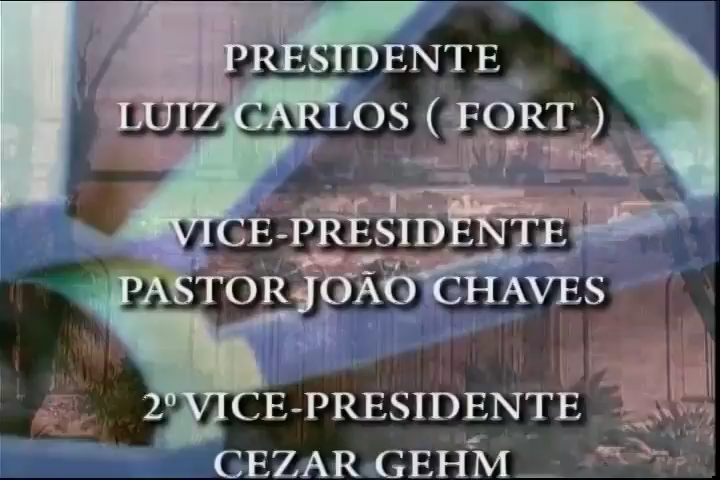 PRESIDENTE
LUIZ CARLOS ( FORT )
VICE-PRESIDENTE
PASTOR JOÃO CHAVES
2º VICE-PRESIDENTE
CEZAR GEHM